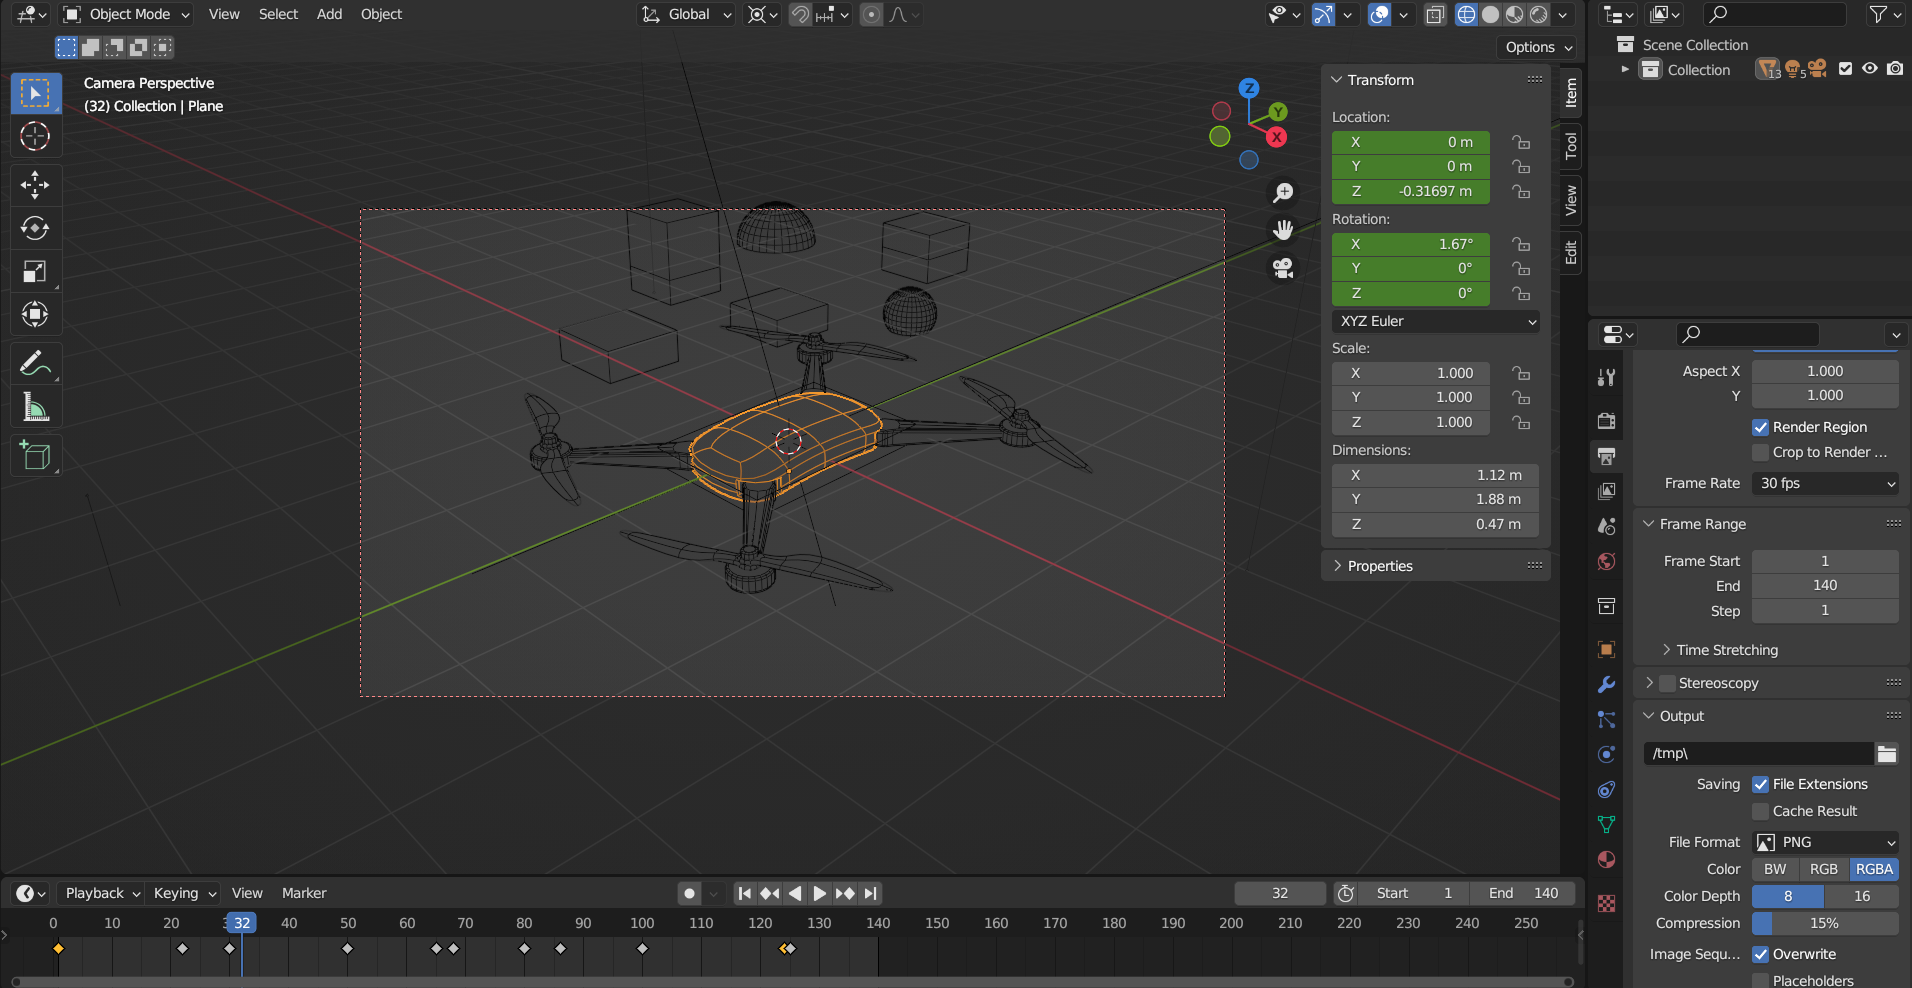 Object Mode View Select Add Object Global
Options
Camera Perspective
(32) Collection | Plane
Z
Y
X
Transform
Location:
X 0 m
Y 0 m
Z -0.31697 m
Rotation:
X 1.67°
Y 0°
Z 0°
XYZ Euler
Scale:
X 1.000
Y 1.000
Z 1.000
Dimensions:
X 1.12 m
Y 1.88 m
Z 0.47 m
Properties
Item
Tool
View
Edit
Scene Collection
Collection 13 5
Aspect X 1.000
Y 1.000
Render Region
Crop to Render ...
Frame Rate 30 fps
Frame Range
Frame Start 1
End 140
Step 1
Time Stretching
Stereoscopy
Output
/tmp\
Saving File Extensions
Cache Result
File Format PNG
Color BW RGB RGBA
Color Depth 8 16
Compression 15%
Image Sequ... Overwrite
Placeholders
Playback Keying View Marker 32 Start 1 End 140
0 10 20 32 40 50 60 70 80 90 100 110 120 130 140 150 160 170 180 190 200 210 220 230 240 250